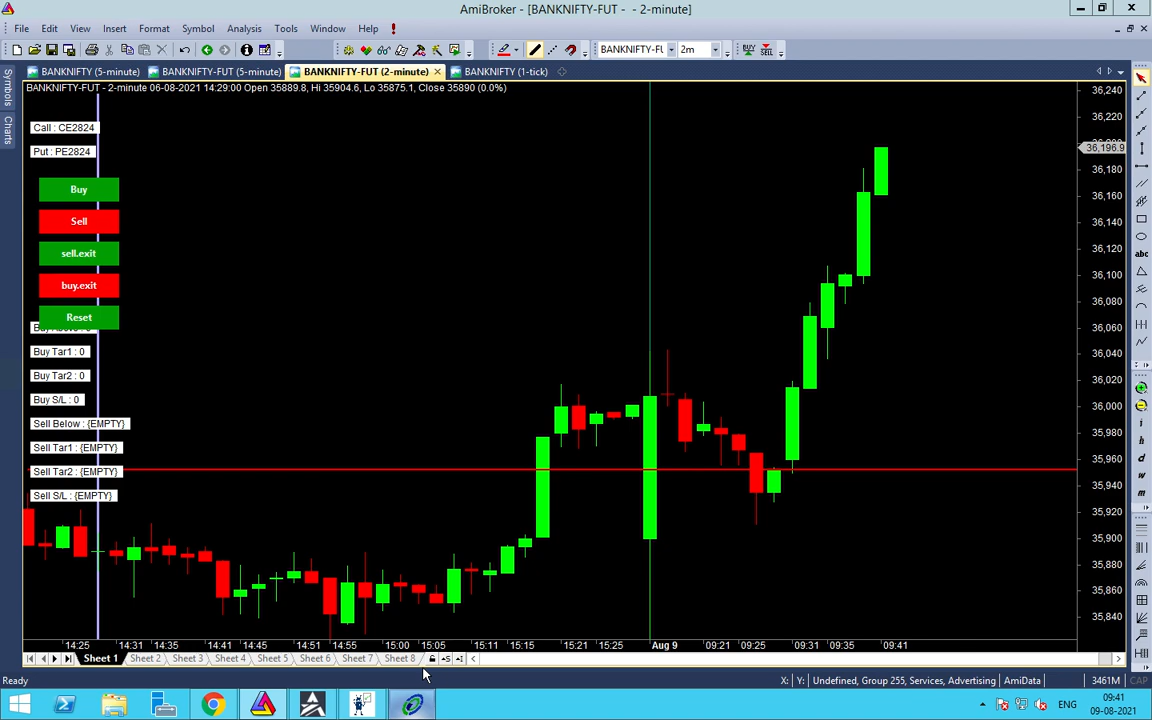 AmiBroker - [BANKNIFTY-FUT - - 2-minute]
File Edit View Insert Format Symbol Analysis Tools Window Help
BANKNIFTY-FU 2m BUY SELL
BANKNIFTY (5-minute) BANKNIFTY-FUT (5-minute) BANKNIFTY-FUT (2-minute) BANKNIFTY (1-tick)
BANKNIFTY-FUT - 2-minute 06-08-2021 14:29:00 Open 35889.8, Hi 35904.6, Lo 35875.1, Close 35890 (0.0%)
Symbols
Charts
Call : CE2824
Put : PE2824
Buy
Sell
sell.exit
buy.exit
Reset
Buy Tar1 : 0
Buy Tar2 : 0
Buy S/L : 0
Sell Below : {EMPTY}
Sell Tar1 : {EMPTY}
Sell Tar2 : {EMPTY}
Sell S/L : {EMPTY}
36,240
36,220
36,196.9
36,180
36,160
36,140
36,120
36,100
36,080
36,060
36,040
36,020
36,000
35,980
35,960
35,940
35,920
35,900
35,880
35,860
35,840
abc
i
h
d
w
m
14:25 14:31 14:35 14:41 14:45 14:51 14:55 15:00 15:05 15:11 15:15 15:21 15:25 Aug 9 09:21 09:25 09:31 09:35 09:41
Sheet 1 Sheet 2 Sheet 3 Sheet 4 Sheet 5 Sheet 6 Sheet 7 Sheet 8
Ready X: Y: Undefined, Group 255, Services, Advertising AmiData 3461M CAP
ENG
09:41
09-08-2021